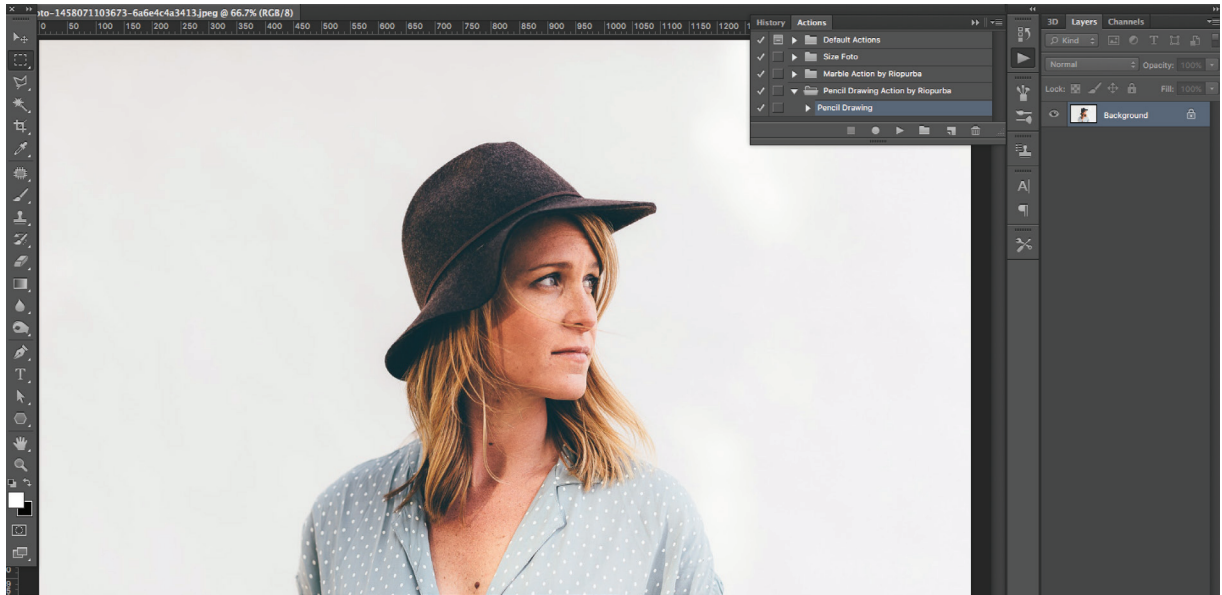 oto-1458071103673-6a6e4c4a3413.jpeg @ 66.7% (RGB/8)
0 50 100 150 200 250 300 350 400 450 500 550 600 650 700 750 800 850 900 950 1000 1050 1100 1150 1200
History Actions
Default Actions
Size Foto
Marble Action by Riopurba
Pencil Drawing Action by Riopurba
Pencil Drawing
3D Layers Channels
Kind
Normal Opacity: 100%
Lock: Fill: 100%
Background